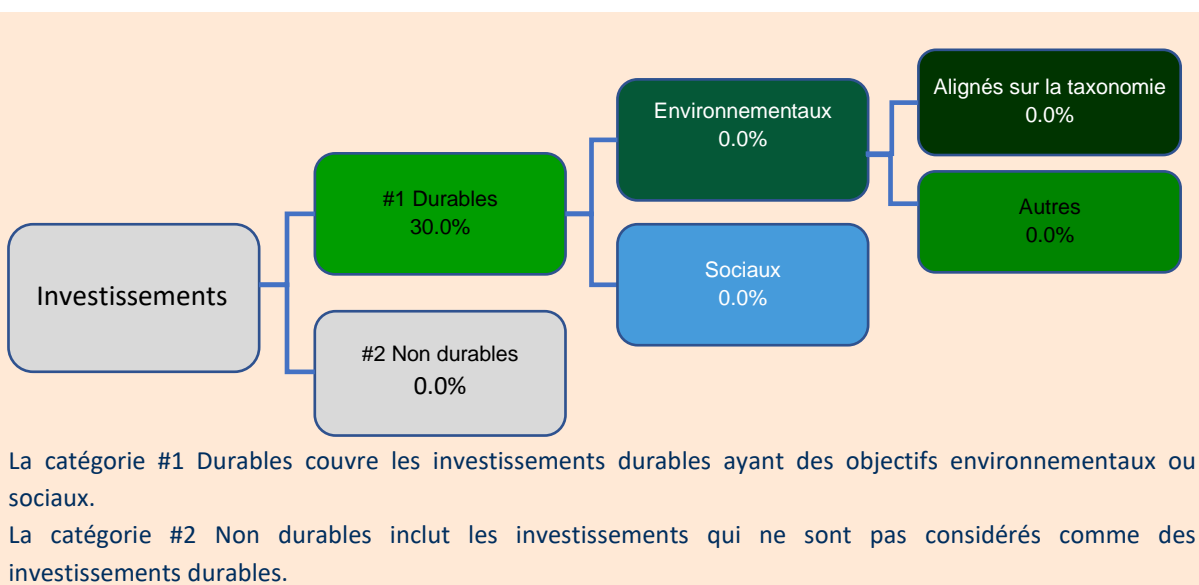 Investissements
#1 Durables
30.0%
#2 Non durables
0.0%
Environnementaux
0.0%
Sociaux
0.0%
Alignés sur la taxonomie
0.0%
Autres
0.0%
La catégorie #1 Durables couvre les investissements durables ayant des objectifs environnementaux ou
sociaux.
La catégorie #2 Non durables inclut les investissements qui ne sont pas considérés comme des
investissements durables.